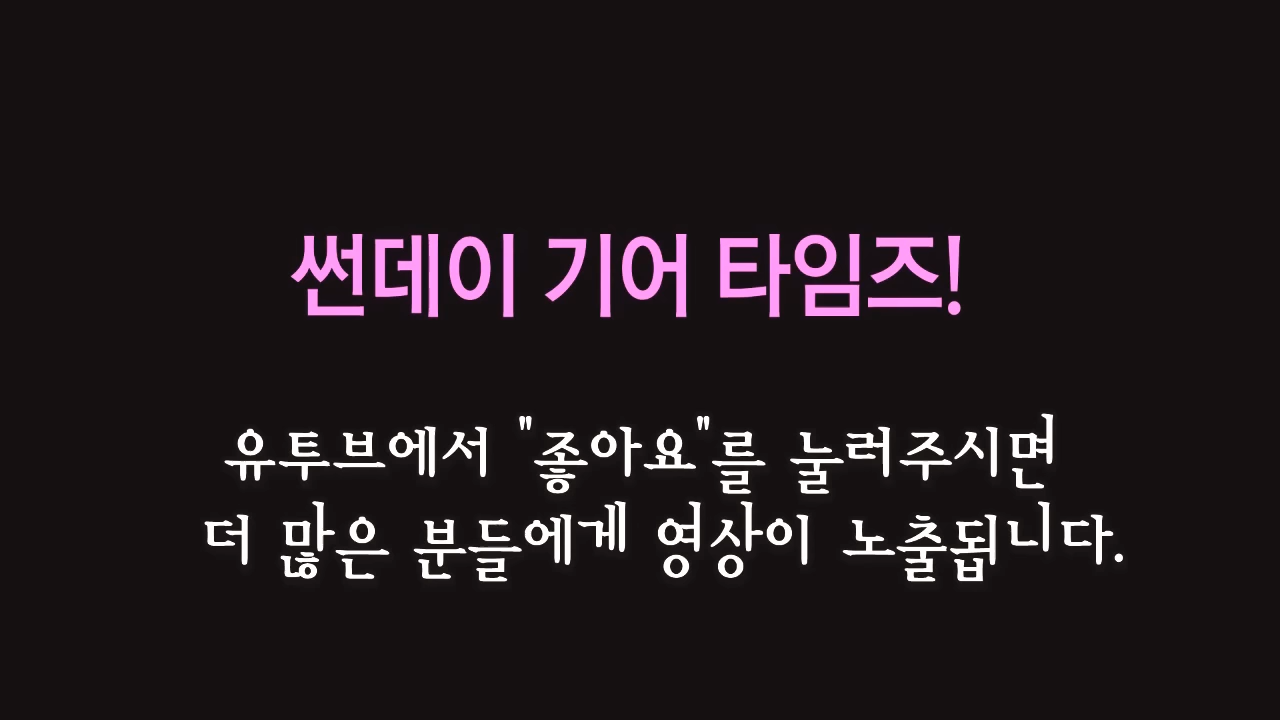 썬데이 기어 타임즈!
유투브에서 "좋아요"를 눌러주시면
더 많은 분들에게 영상이 노출됩니다.